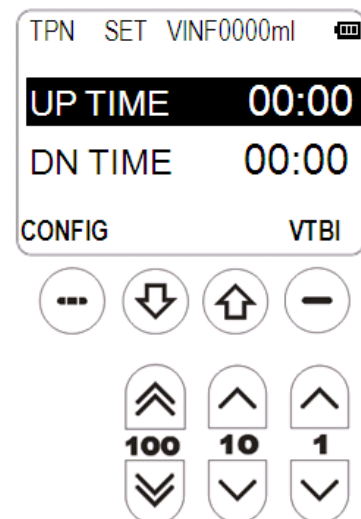 TPN SET VINF0000ml
UP TIME 00:00
DN TIME 00:00
CONFIG VTBI
100 10 1